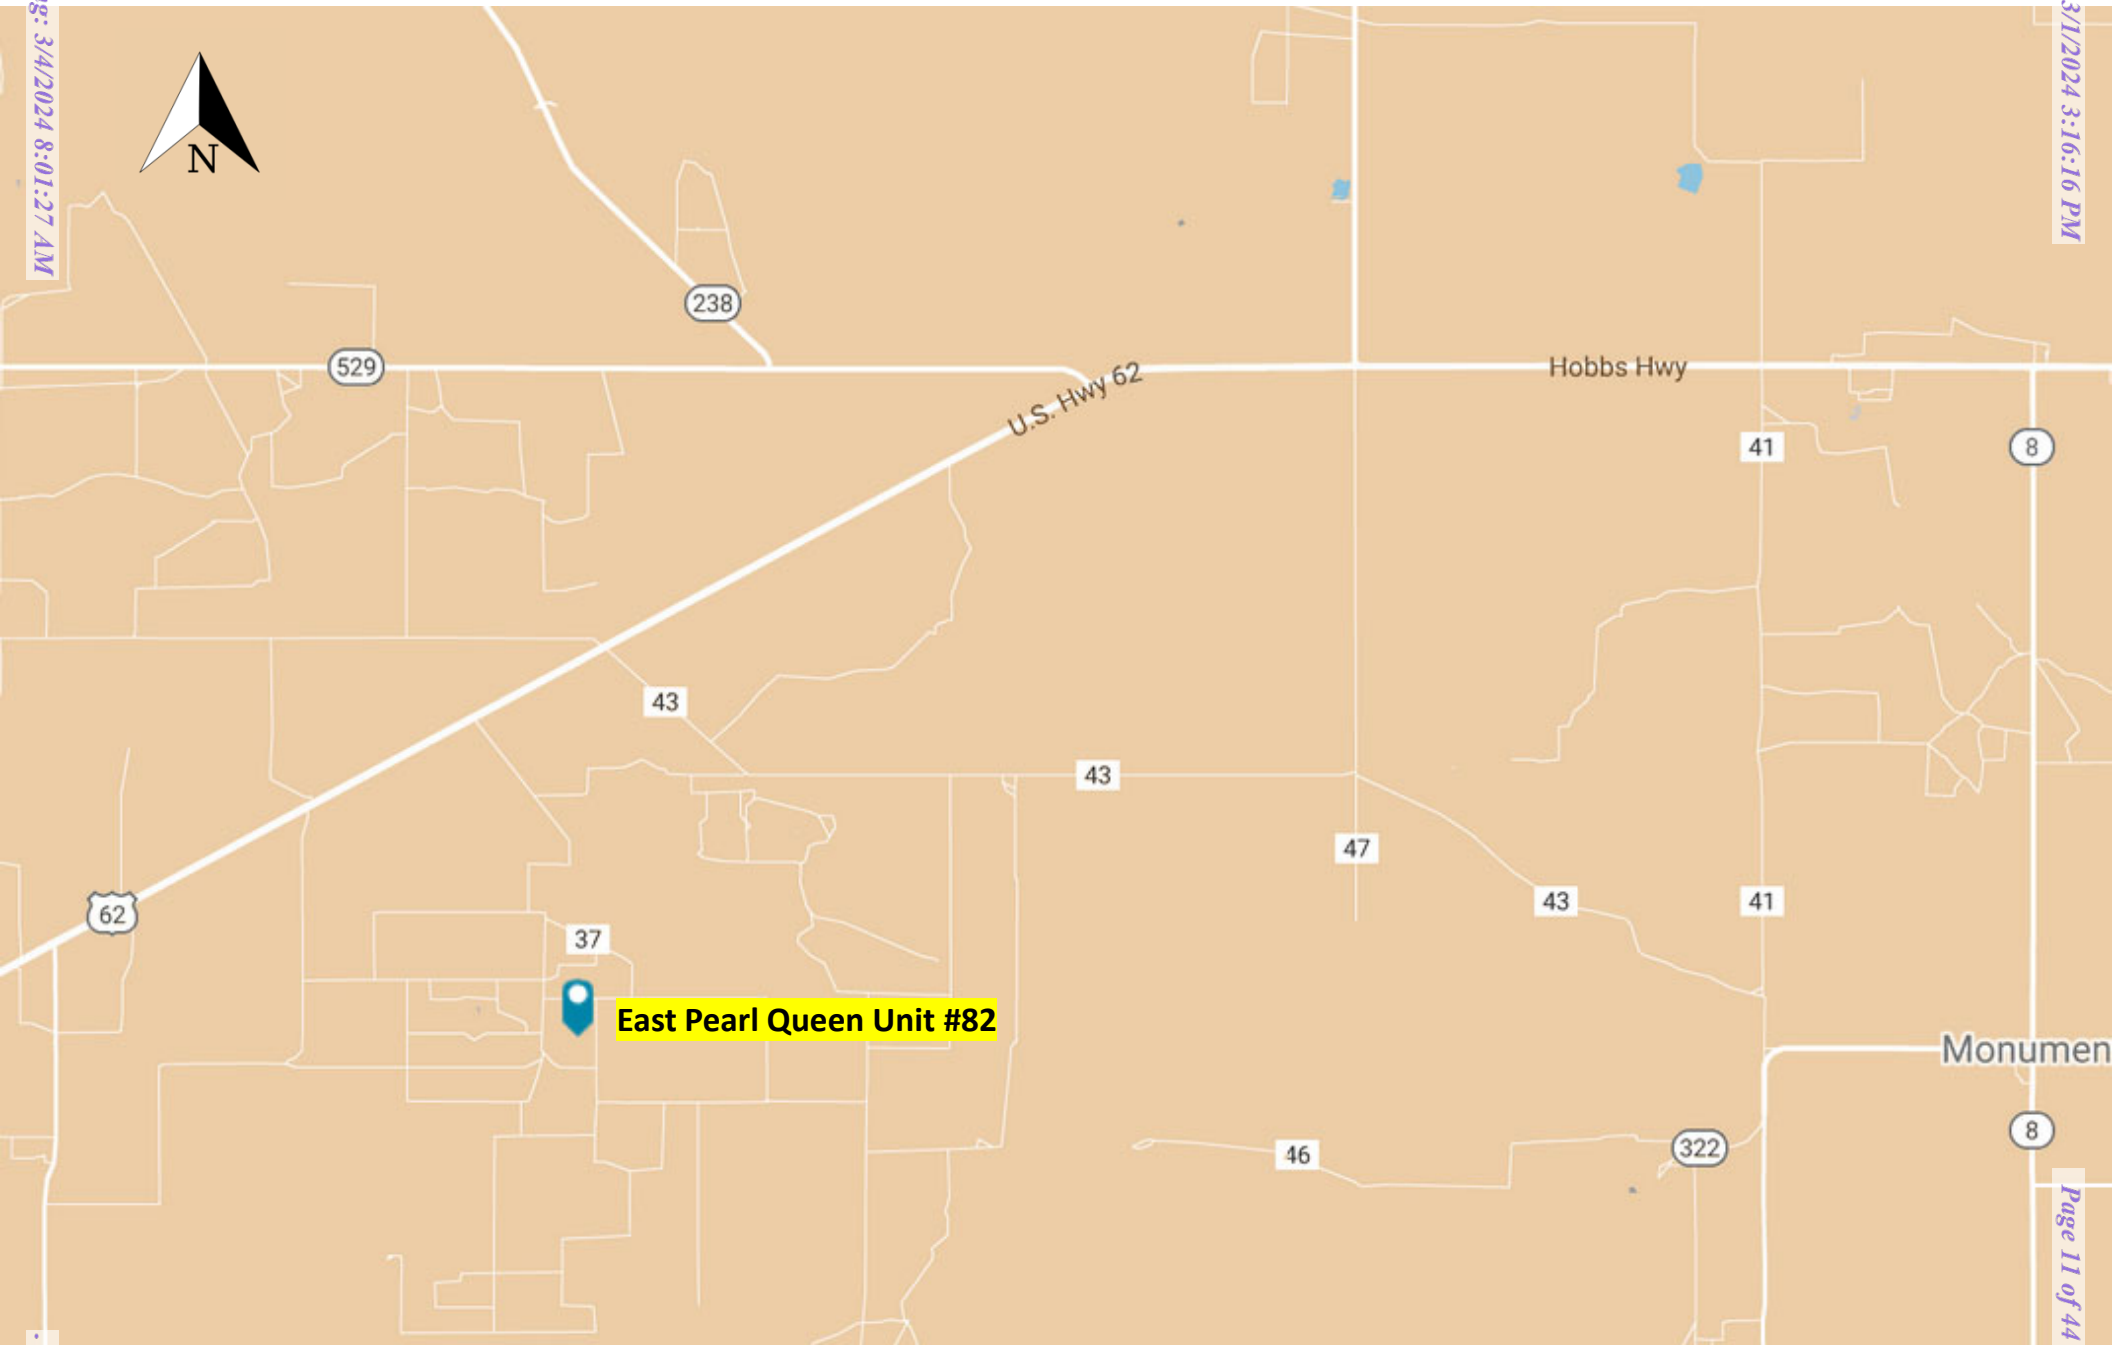 3/4/2024 8:01:27 AM
3/1/2024 3:16:16 PM
N
238
529
U.S. Hwy 62
Hobbs Hwy
41
8
43
43
47
43
41
62
37
East Pearl Queen Unit #82
Monumen
8
46
322
Page 11 of 44